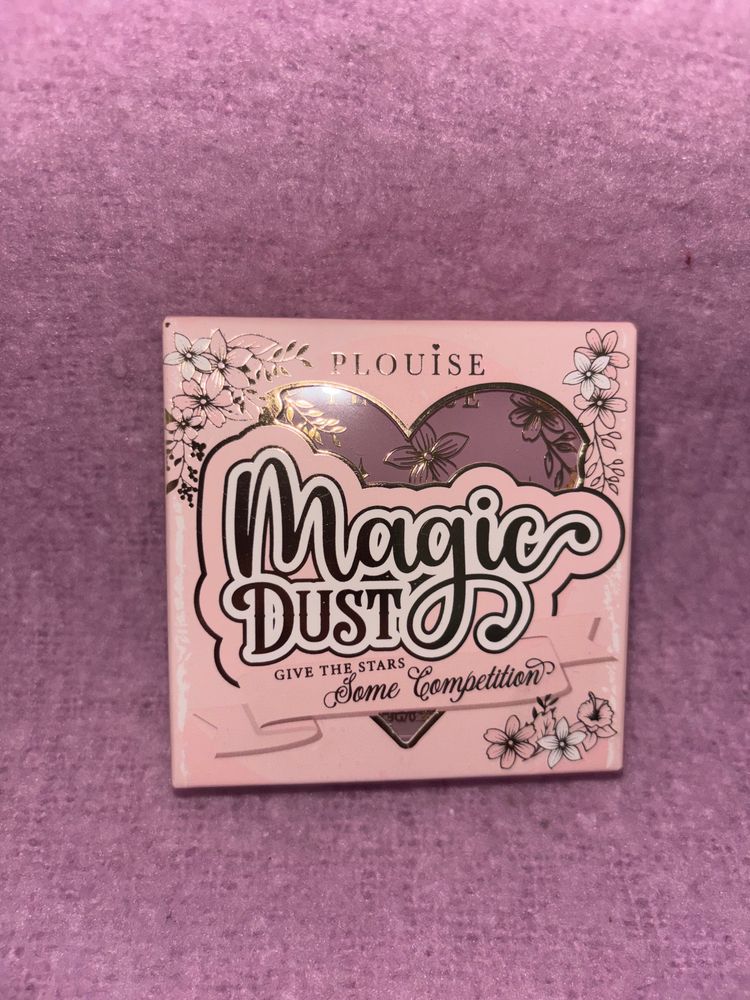 PLOUiSE
Magic
DUST
GIVE THE STARS
Some Competition